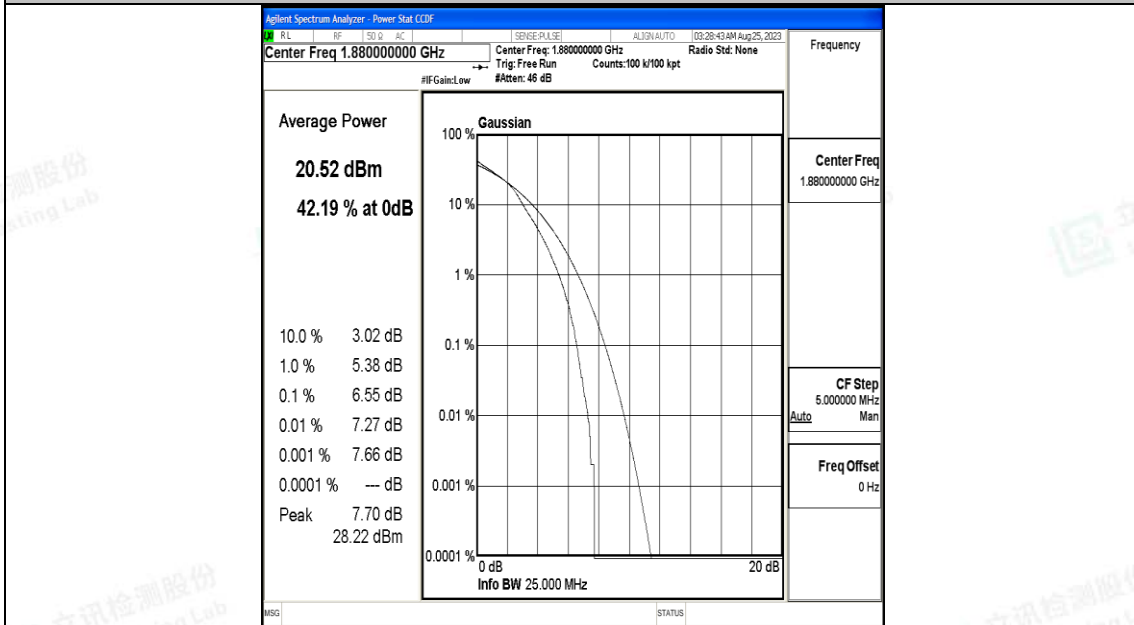 Agilent Spectrum Analyzer - Power Stat CCDF
RL RF 50 Ω AC SENSE:PULSE ALIGN AUTO 03:28:43 AM Aug 25, 2023
Center Freq 1.880000000 GHz
Center Freq: 1.880000000 GHz Radio Std: None
Trig: Free Run Counts:100 k/100 kpt
#IFGain:Low #Atten: 46 dB
Frequency
Average Power
20.52 dBm
42.19 % at 0dB
10.0 % 3.02 dB
1.0 % 5.38 dB
0.1 % 6.55 dB
0.01 % 7.27 dB
0.001 % 7.66 dB
0.0001 % --- dB
Peak 7.70 dB
28.22 dBm
Gaussian
100 %
10 %
1 %
0.1 %
0.01 %
0.001 %
0.0001 %
0 dB 20 dB
Info BW 25.000 MHz
Center Freq
1.880000000 GHz
CF Step
5.000000 MHz
Auto Man
Freq Offset
0 Hz
MSG STATUS
立讯检测股份